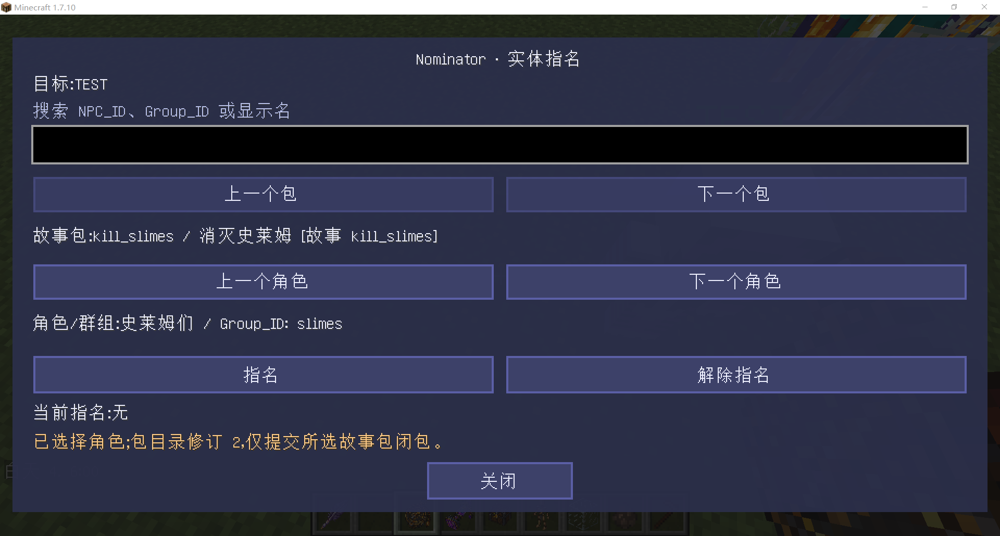 Minecraft 1.7.10
Nominator · 实体指名
目标:TEST
搜索 NPC_ID、Group_ID 或显示名
上一个包
下一个包
故事包:kill_slimes / 消灭史莱姆 [故事 kill_slimes]
上一个角色
下一个角色
角色/群组:史莱姆们 / Group_ID: slimes
指名
解除指名
当前指名:无
已选择角色;包目录修订 2,仅提交所选故事包闭包。
关闭